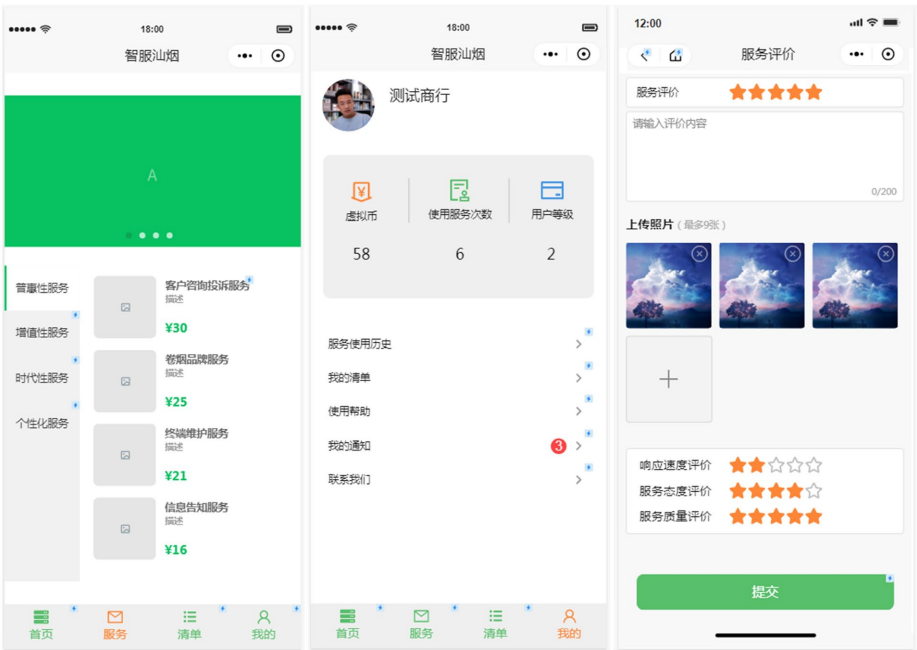 18:00
智服汕烟
A
普惠性服务
增值性服务
时代性服务
个性化服务
客户咨询投诉服务
描述
¥30
卷烟品牌服务
描述
¥25
终端维护服务
描述
¥21
信息告知服务
描述
¥16
首页
服务
清单
我的
18:00
智服汕烟
测试商行
虚拟币
使用服务次数
用户等级
58
6
2
服务使用历史
我的清单
使用帮助
我的通知
3
联系我们
首页
服务
清单
我的
12:00
服务评价
服务评价
请输入评价内容
0/200
上传照片（最多9张）
响应速度评价
服务态度评价
服务质量评价
提交